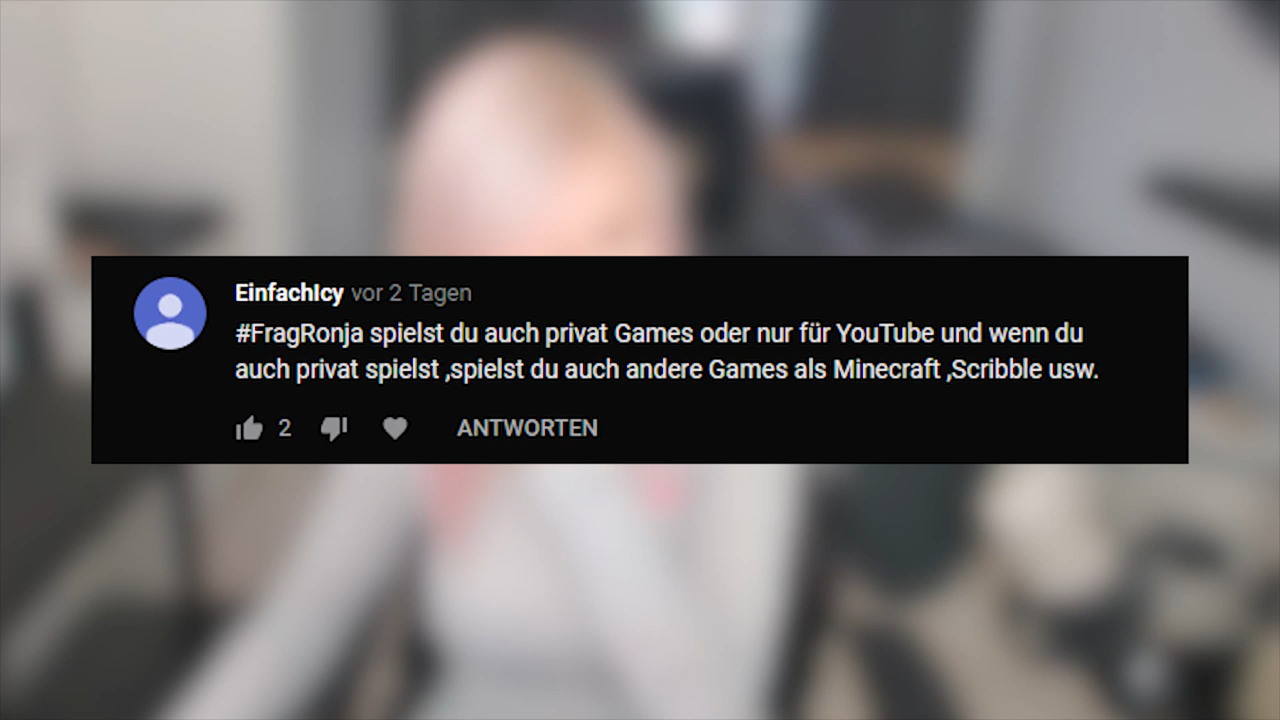 EinfachIcy vor 2 Tagen
#FragRonja spielst du auch privat Games oder nur für YouTube und wenn du
auch privat spielst ,spielst du auch andere Games als Minecraft ,Scribble usw.
2 ANTWORTEN